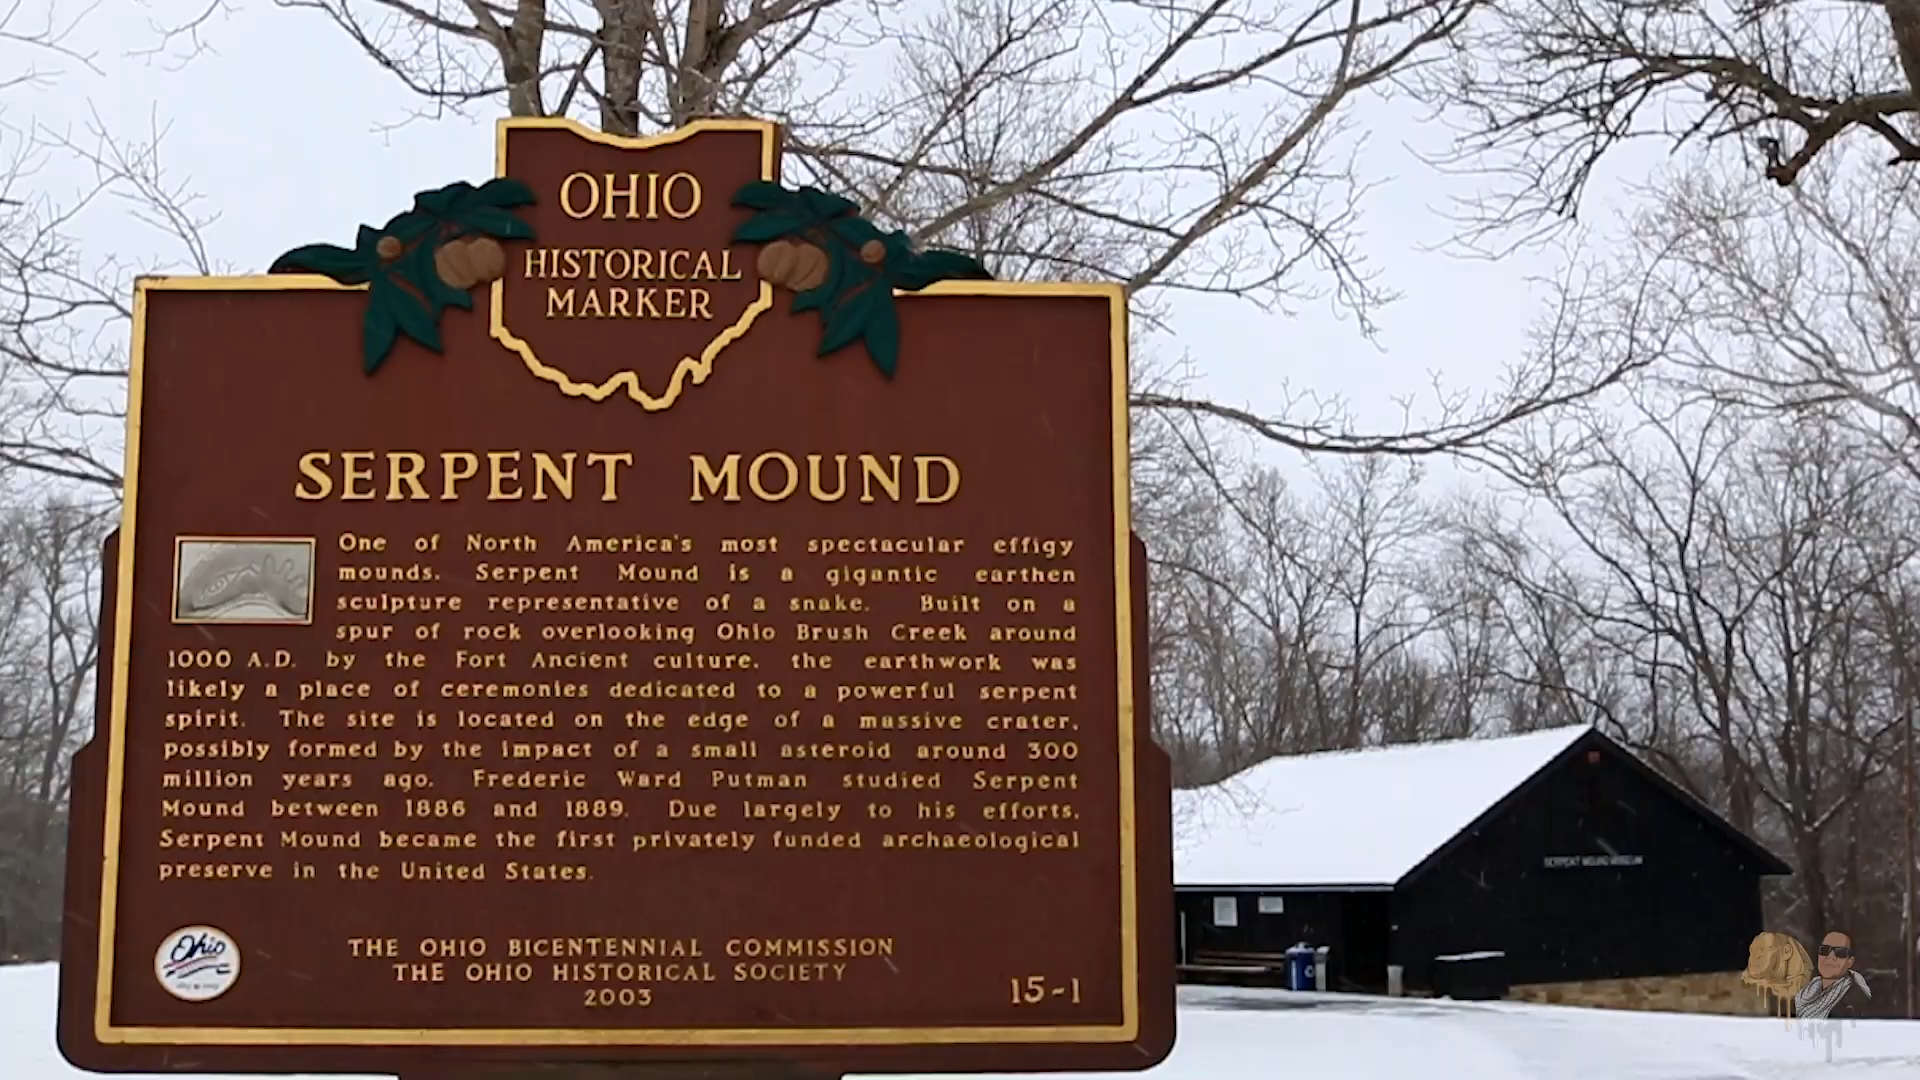 OHIO
HISTORICAL
MARKER
SERPENT MOUND
One of North America's most spectacular effigy
mounds, Serpent Mound is a gigantic earthen
sculpture representative of a snake. Built on a
spur of rock overlooking Ohio Brush Creek around
1000 A.D. by the Fort Ancient culture, the earthwork was
likely a place of ceremonies dedicated to a powerful serpent
spirit. The site is located on the edge of a massive crater,
possibly formed by the impact of a small asteroid around 300
million years ago. Frederic Ward Putman studied Serpent
Mound between 1886 and 1889. Due largely to his efforts,
Serpent Mound became the first privately funded archaeological
preserve in the United States.
Ohio
THE OHIO BICENTENNIAL COMMISSION
THE OHIO HISTORICAL SOCIETY
2003
15-1
SERPENT MOUND MUSEUM